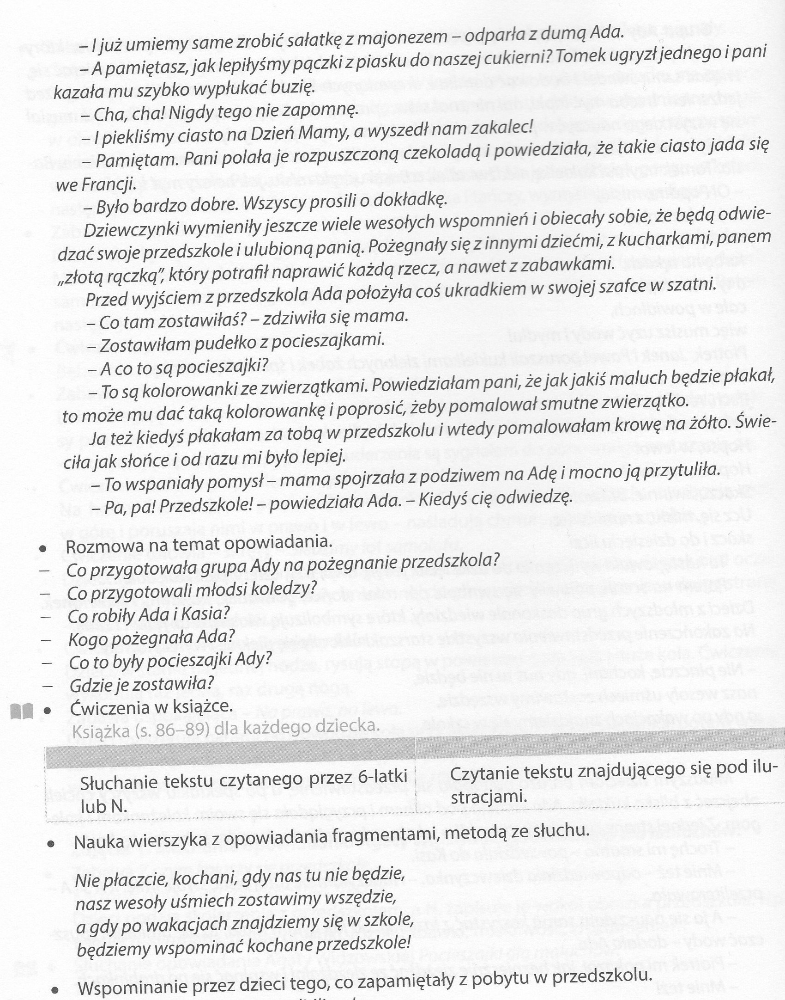 – I już umiemy same zrobić sałatkę z majonezem – odparła z dumą Ada.
– A pamiętasz, jak lepiłyśmy pączki z piasku do naszej cukierni? Tomek ugryzł jednego i pani
kazała mu szybko wypłukać buzię.
– Cha, cha! Nigdy tego nie zapomnę.
– I piekliśmy ciasto na Dzień Mamy, a wyszedł nam zakalec!
– Pamiętam. Pani polała je rozpuszczoną czekoladą i powiedziała, że takie ciasto jada się
we Francji.
– Było bardzo dobre. Wszyscy prosili o dokładkę.
Dziewczynki wymieniły jeszcze wiele wesołych wspomnień i obiecały sobie, że będą odwie-
dzać swoje przedszkole i ulubioną panią. Pożegnały się z innymi dziećmi, z kucharkami, panem
„złotą rączką”, który potrafił naprawić każdą rzecz, a nawet z zabawkami.
Przed wyjściem z przedszkola Ada położyła coś ukradkiem w swojej szafce w szatni.
– Co tam zostawiłaś? – zdziwiła się mama.
– Zostawiłam pudełko z pocieszajkami.
– A co to są pocieszajki?
– To są kolorowanki ze zwierzątkami. Powiedziałam pani, że jak jakiś maluch będzie płakał,
to może mu dać taką kolorowankę i poprosić, żeby pomalował smutne zwierzątko.
Ja też kiedyś płakałam za tobą w przedszkolu i wtedy pomalowałam krowę na żółto. Świe-
ciła jak słońce i od razu mi było lepiej.
– To wspaniały pomysł – mama spojrzała z podziwem na Adę i mocno ją przytuliła.
– Pa, pa! Przedszkole! – powiedziała Ada. – Kiedyś cię odwiedzę.
• Rozmowa na temat opowiadania.
– Co przygotowała grupa Ady na pożegnanie przedszkola?
– Co przygotowali młodsi koledzy?
– Co robiły Ada i Kasia?
– Kogo pożegnała Ada?
– Co to były pocieszajki Ady?
– Gdzie je zostawiła?
• Ćwiczenia w książce.
Książka (s. 86–89) dla każdego dziecka.
Słuchanie tekstu czytanego przez 6-latki
lub N.
Czytanie tekstu znajdującego się pod ilu-
stracjami.
• Nauka wierszyka z opowiadania fragmentami, metodą ze słuchu.
Nie płaczcie, kochani, gdy nas tu nie będzie,
nasz wesoły uśmiech zostawimy wszędzie,
a gdy po wakacjach znajdziemy się w szkole,
będziemy wspominać kochane przedszkole!
• Wspominanie przez dzieci tego, co zapamiętały z pobytu w przedszkolu.